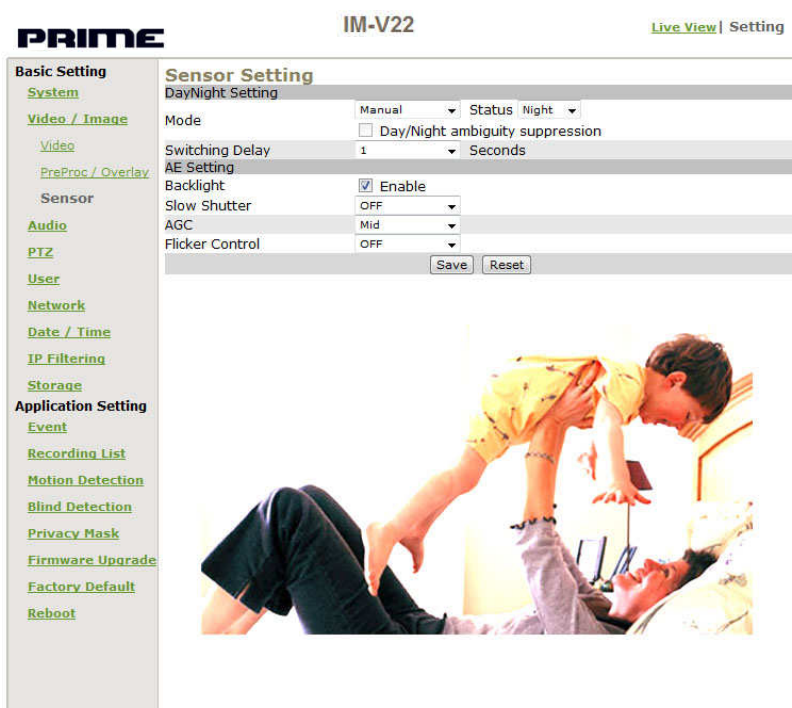 PRIME
IM-V22
Live View | Setting
Basic Setting
System
Video / Image
Video
PreProc / Overlay
Sensor
Audio
PTZ
User
Network
Date / Time
IP Filtering
Storage
Application Setting
Event
Recording List
Motion Detection
Blind Detection
Privacy Mask
Firmware Upgrade
Factory Default
Reboot
Sensor Setting
DayNight Setting
Mode Manual Status Night
Day/Night ambiguity suppression
Switching Delay 1 Seconds
AE Setting
Backlight Enable
Slow Shutter OFF
AGC Mid
Flicker Control OFF
Save Reset